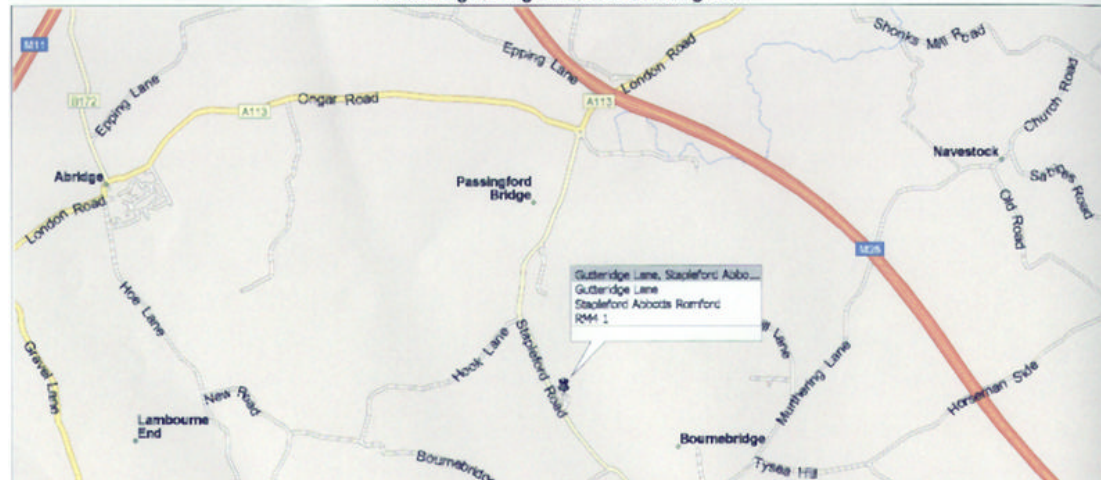 M11
Epping Lane
London Road
Shonks Mill Road
B172
Epping Lane
A113
Ongar Road
A113
Church Road
Navestock
Abridge
Passingford
Bridge
Sabines Road
London Road
Old Road
M25
Gutteridge Lane, Stapleford Abbo...
Gutteridge Lane
Stapleford Abbotts Romford
RM4 1
Hoe Lane
Stapleford Road
Hook Lane
ill Lane
Murthering Lane
Gravel Lane
New Road
Horseman Side
Lambourne
End
Bournebridge
Bournebridge
Tysea Hill